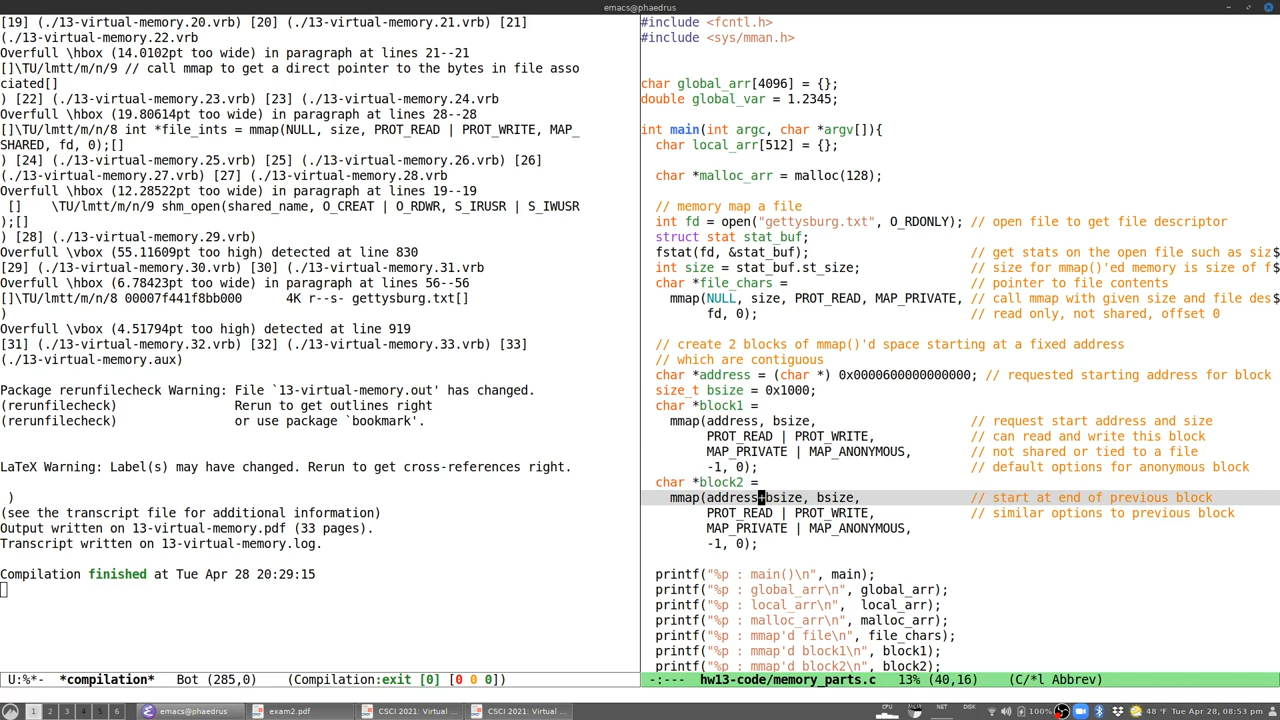 emacs@phaedrus
[19] (./13-virtual-memory.20.vrb) [20] (./13-virtual-memory.21.vrb) [21]
(./13-virtual-memory.22.vrb
Overfull \hbox (14.0102pt too wide) in paragraph at lines 21--21
[]\TU/lmtt/m/n/9 // call mmap to get a direct pointer to the bytes in file asso
ciated[]
) [22] (./13-virtual-memory.23.vrb) [23] (./13-virtual-memory.24.vrb
Overfull \hbox (19.80614pt too wide) in paragraph at lines 28--28
[]\TU/lmtt/m/n/8 int *file_ints = mmap(NULL, size, PROT_READ | PROT_WRITE, MAP_
SHARED, fd, 0);[]
) [24] (./13-virtual-memory.25.vrb) [25] (./13-virtual-memory.26.vrb) [26]
(./13-virtual-memory.27.vrb) [27] (./13-virtual-memory.28.vrb
Overfull \hbox (12.28522pt too wide) in paragraph at lines 19--19
 []    \TU/lmtt/m/n/9 shm_open(shared_name, O_CREAT | O_RDWR, S_IRUSR | S_IWUSR
);[]
) [28] (./13-virtual-memory.29.vrb)
Overfull \vbox (55.11609pt too high) detected at line 830
[29] (./13-virtual-memory.30.vrb) [30] (./13-virtual-memory.31.vrb
Overfull \hbox (6.78423pt too wide) in paragraph at lines 56--56
[]\TU/lmtt/m/n/8 00007f441f8bb000      4K r--s- gettysburg.txt[]
)
Overfull \vbox (4.51794pt too high) detected at line 919
[31] (./13-virtual-memory.32.vrb) [32] (./13-virtual-memory.33.vrb) [33]
(./13-virtual-memory.aux)
Package rerunfilecheck Warning: File `13-virtual-memory.out' has changed.
(rerunfilecheck)                Rerun to get outlines right
(rerunfilecheck)                or use package `bookmark'.
LaTeX Warning: Label(s) may have changed. Rerun to get cross-references right.
 )
(see the transcript file for additional information)
Output written on 13-virtual-memory.pdf (33 pages).
Transcript written on 13-virtual-memory.log.
Compilation finished at Tue Apr 28 20:29:15
U:%*-  *compilation*   Bot (285,0)    (Compilation:exit [0] [0 0 0])
#include <fcntl.h>
#include <sys/mman.h>
char global_arr[4096] = {};
double global_var = 1.2345;
int main(int argc, char *argv[]){
  char local_arr[512] = {};
  char *malloc_arr = malloc(128);
  // memory map a file
  int fd = open("gettysburg.txt", O_RDONLY); // open file to get file descriptor
  struct stat stat_buf;
  fstat(fd, &stat_buf);                      // get stats on the open file such as siz$
  int size = stat_buf.st_size;               // size for mmap()'ed memory is size of f$
  char *file_chars =                         // pointer to file contents
    mmap(NULL, size, PROT_READ, MAP_PRIVATE, // call mmap with given size and file des$
         fd, 0);                             // read only, not shared, offset 0
  // create 2 blocks of mmap()'d space starting at a fixed address
  // which are contiguous
  char *address = (char *) 0x0000600000000000; // requested starting address for block
  size_t bsize = 0x1000;
  char *block1 =
    mmap(address, bsize,                     // request start address and size
         PROT_READ | PROT_WRITE,             // can read and write this block
         MAP_PRIVATE | MAP_ANONYMOUS,        // not shared or tied to a file
         -1, 0);                             // default options for anonymous block
  char *block2 =
    mmap(address+bsize, bsize,               // start at end of previous block
         PROT_READ | PROT_WRITE,             // similar options to previous block
         MAP_PRIVATE | MAP_ANONYMOUS,
         -1, 0);
  printf("%p : main()\n", main);
  printf("%p : global_arr\n", global_arr);
  printf("%p : local_arr\n",  local_arr);
  printf("%p : malloc_arr\n", malloc_arr);
  printf("%p : mmap'd file\n", file_chars);
  printf("%p : mmap'd block1\n", block1);
  printf("%p : mmap'd block2\n", block2);
-:---  hw13-code/memory_parts.c   13% (40,16)    (C/*l Abbrev)
1 2 3 4 5 6 emacs@phaedrus exam2.pdf CSCI 2021: Virtual ... CSCI 2021: Virtual ... CPU MEM NET DISK 100% 48 °F Tue Apr 28, 08:53 pm